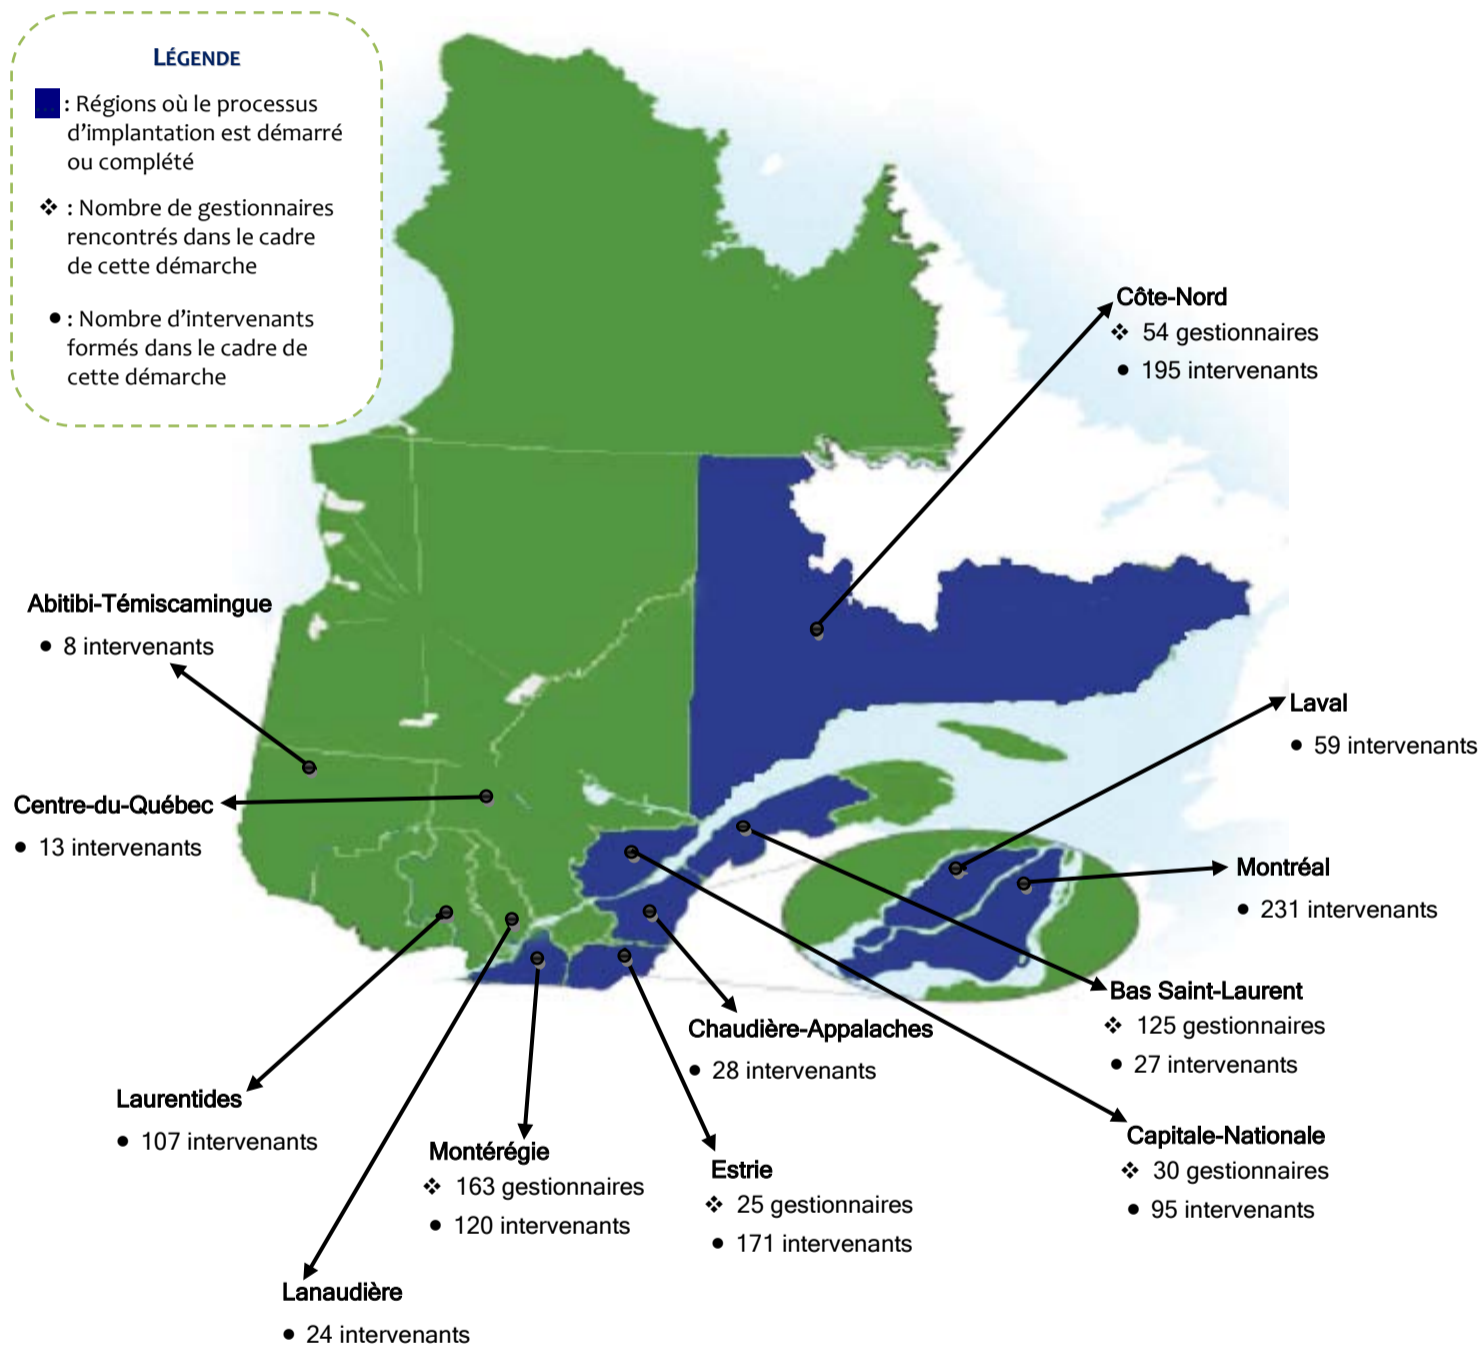 LÉGENDE
: Régions où le processus
d'implantation est démarré
ou complété
❖ : Nombre de gestionnaires
rencontrés dans le cadre
de cette démarche
● : Nombre d'intervenants
formés dans le cadre de
cette démarche
Côte-Nord
❖ 54 gestionnaires
● 195 intervenants
Abitibi-Témiscamingue
● 8 intervenants
Laval
● 59 intervenants
Centre-du-Québec
● 13 intervenants
Montréal
● 231 intervenants
Bas Saint-Laurent
❖ 125 gestionnaires
● 27 intervenants
Chaudière-Appalaches
● 28 intervenants
Laurentides
● 107 intervenants
Capitale-Nationale
❖ 30 gestionnaires
● 95 intervenants
Montérégie
❖ 163 gestionnaires
● 120 intervenants
Estrie
❖ 25 gestionnaires
● 171 intervenants
Lanaudière
● 24 intervenants